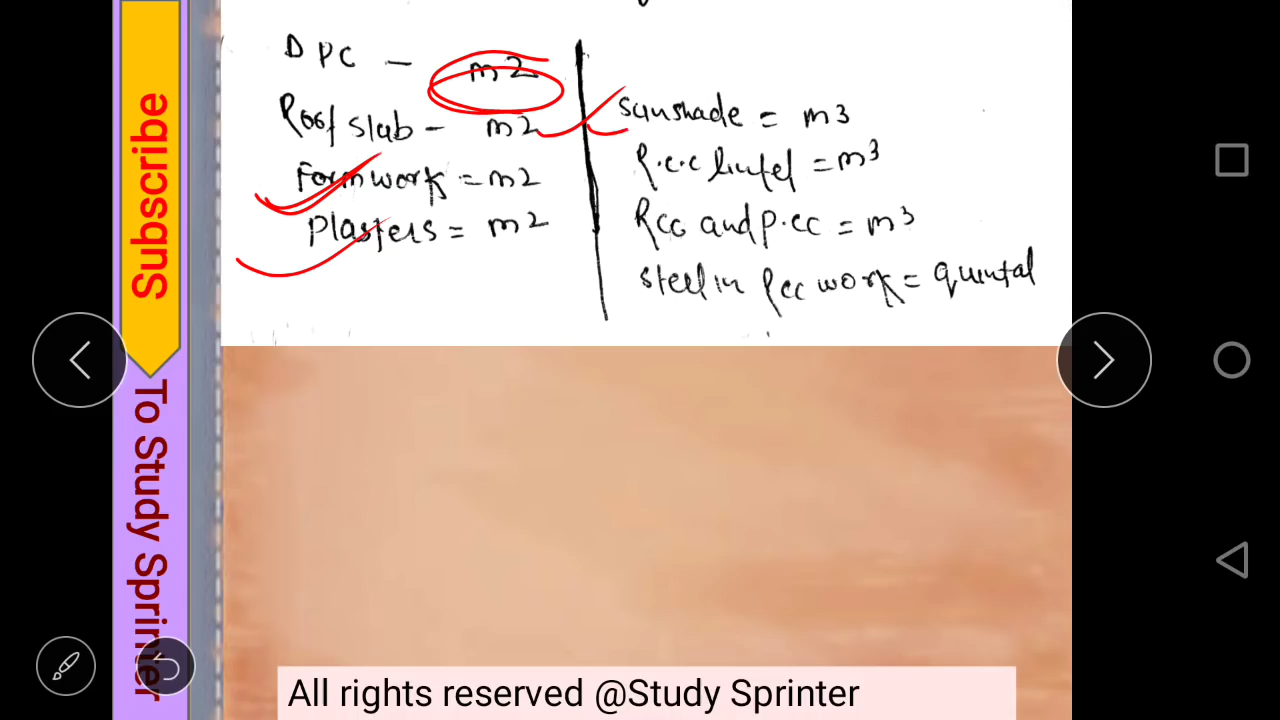 DPC - m2
Roof slab - m2
Formwork = m2
Plasters = m2
sunshade = m3
R.c.c lintel = m3
Rcc and p.cc = m3
steel in Rcc work = quintal
Subscribe
To Study Sprinter
All rights reserved @Study Sprinter